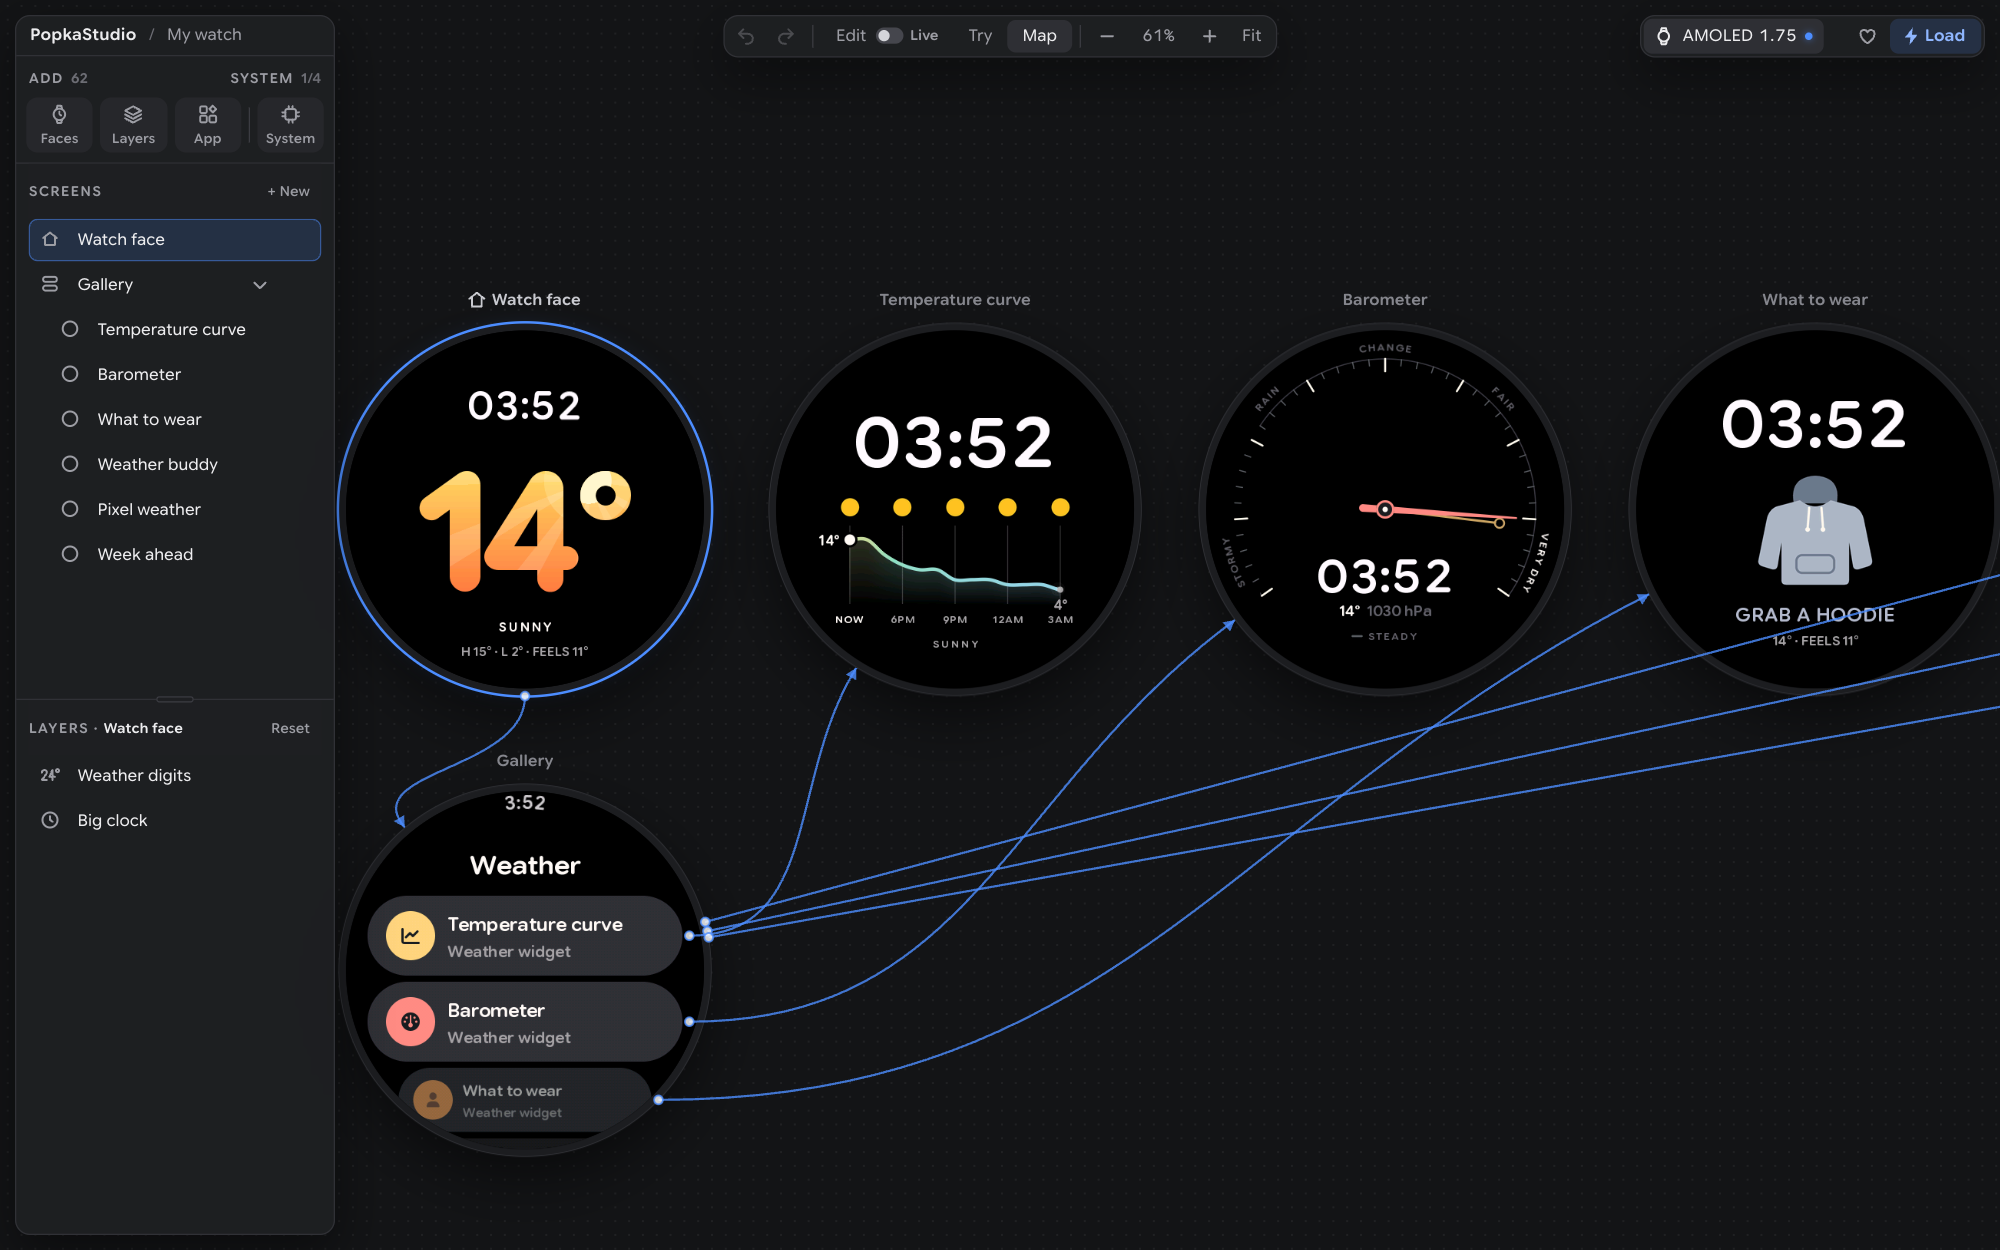 PopkaStudio / My watch
Edit Live Try Map 61% Fit
AMOLED 1.75 Load
ADD 62 SYSTEM 1/4
Faces Layers App System
SCREENS + New
Watch face
Gallery
Temperature curve
Barometer
What to wear
Weather buddy
Pixel weather
Week ahead
LAYERS · Watch face Reset
24° Weather digits
Big clock
Watch face
03:52
14°
SUNNY
H 15° · L 2° · FEELS 11°
Temperature curve
03:52
14°
4°
NOW 6PM 9PM 12AM 3AM
SUNNY
Barometer
STORMY RAIN CHANGE FAIR VERY DRY
03:52
14° 1030 hPa
— STEADY
What to wear
03:52
GRAB A HOODIE
14° · FEELS 11°
Gallery
3:52
Weather
Temperature curve
Weather widget
Barometer
Weather widget
What to wear
Weather widget